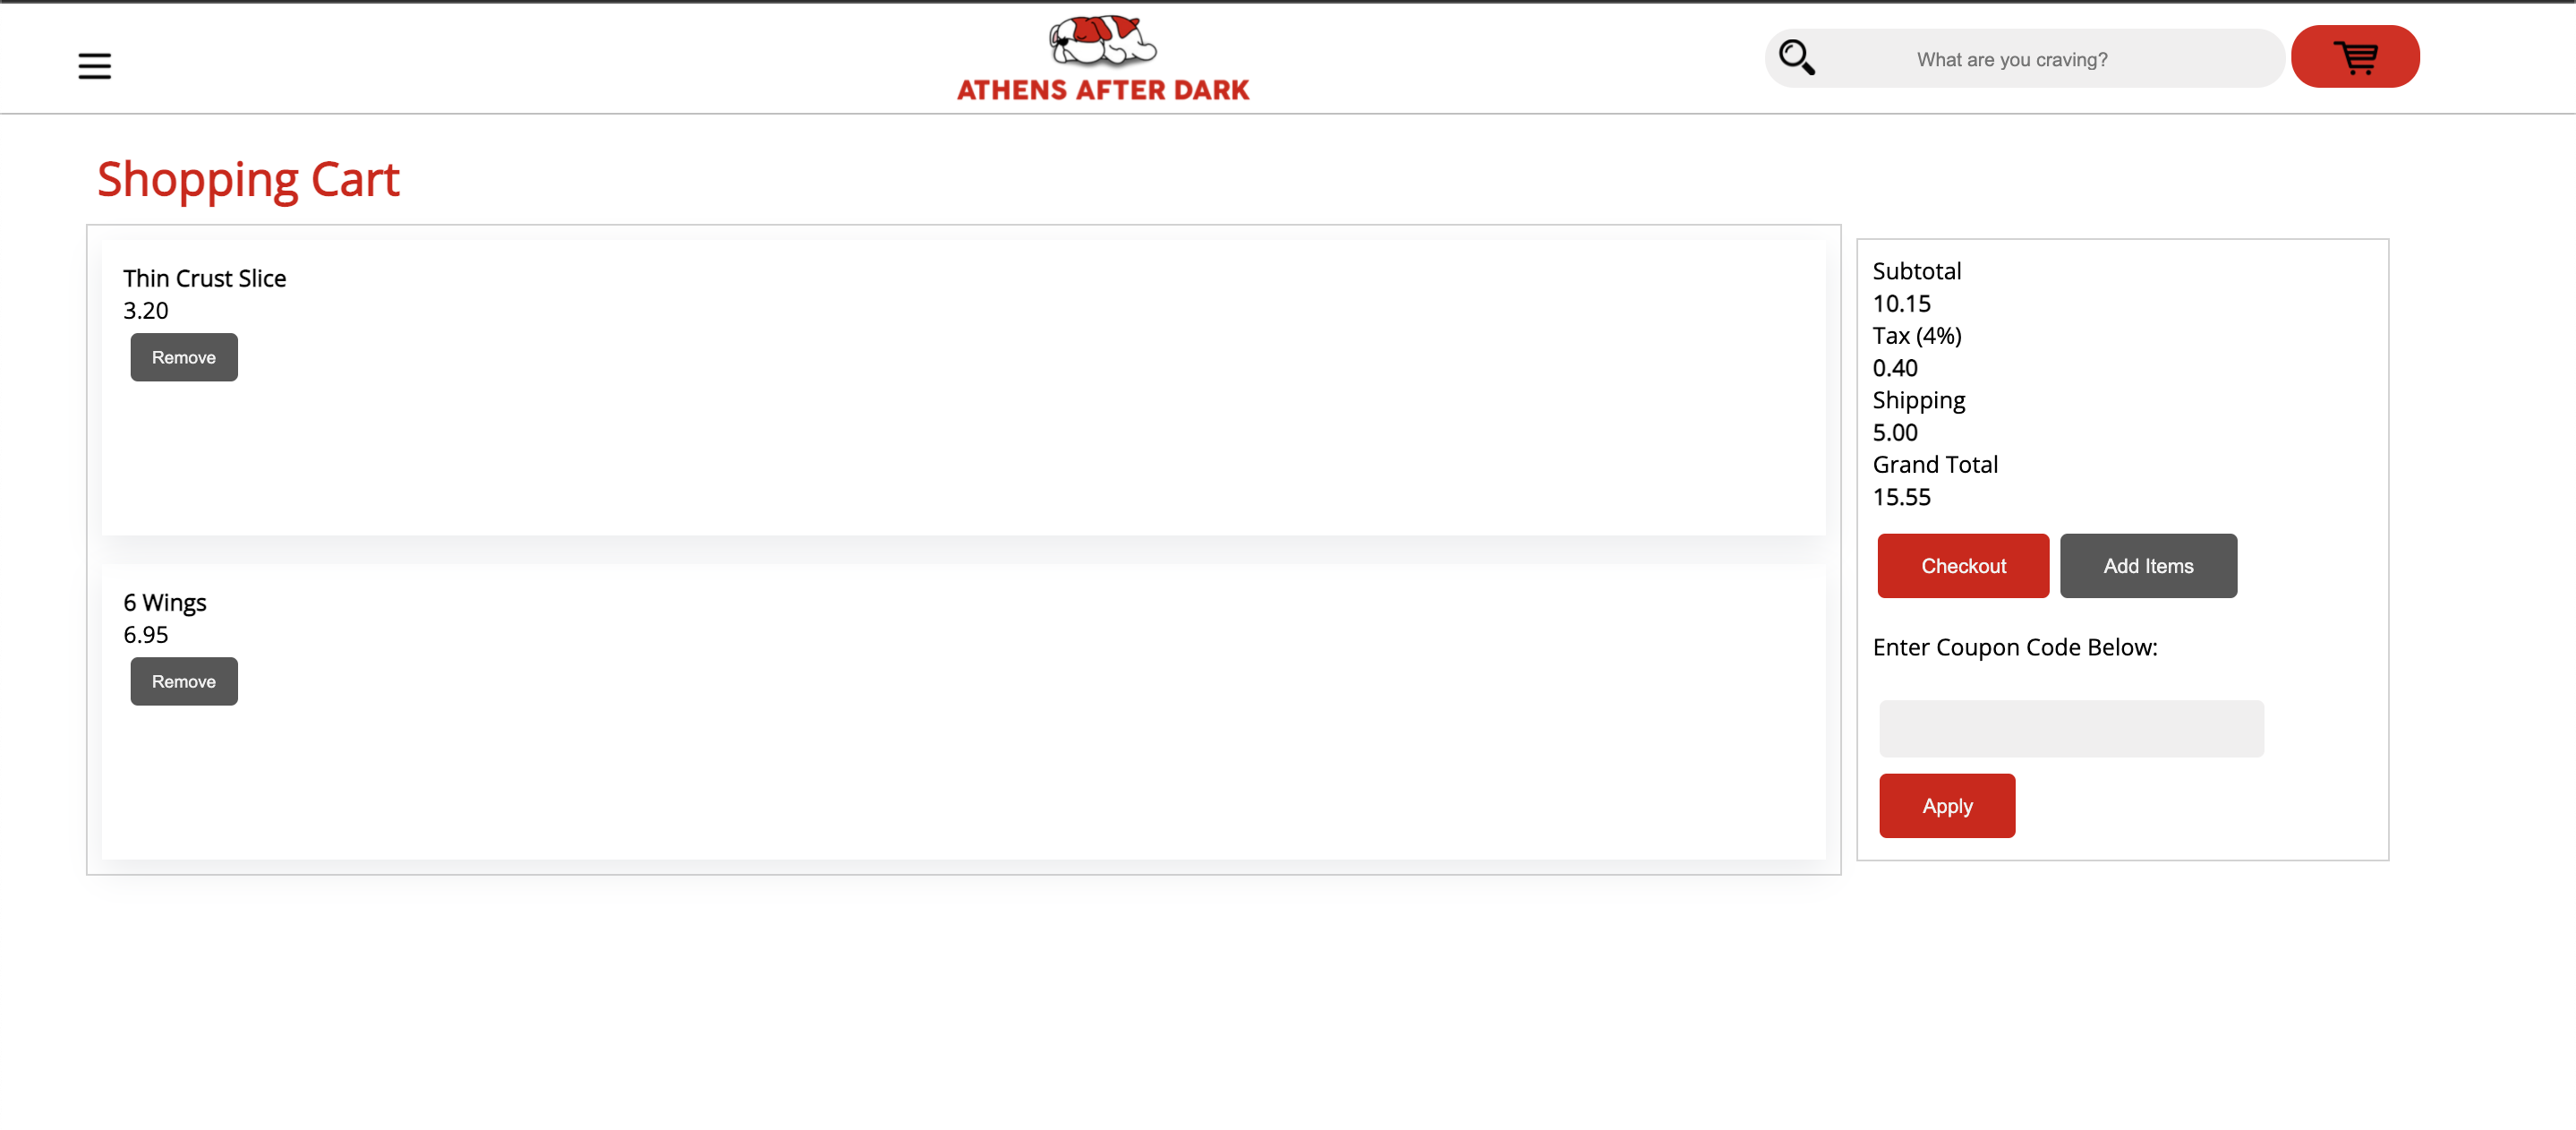 ATHENS AFTER DARK
What are you craving?
Shopping Cart
Thin Crust Slice
3.20
Remove
6 Wings
6.95
Remove
Subtotal
10.15
Tax (4%)
0.40
Shipping
5.00
Grand Total
15.55
Checkout
Add Items
Enter Coupon Code Below:
Apply